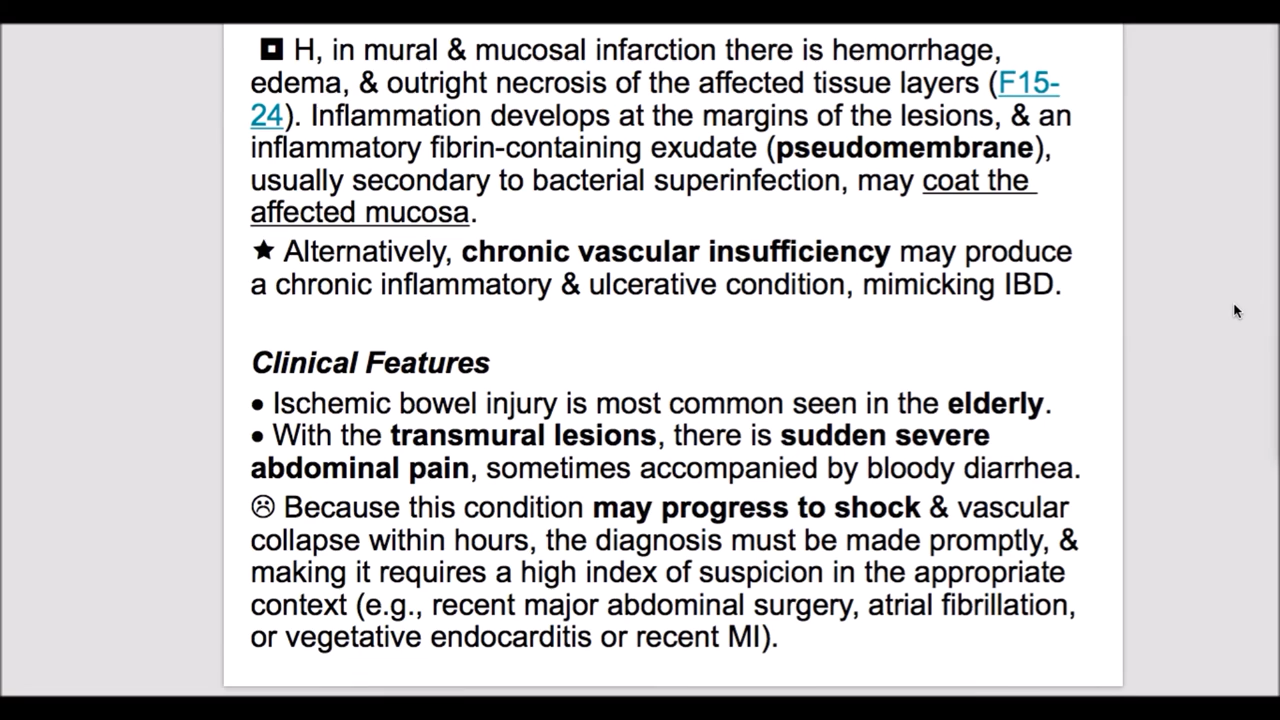 ◘ H, in mural & mucosal infarction there is hemorrhage,
edema, & outright necrosis of the affected tissue layers (F15-
24). Inflammation develops at the margins of the lesions, & an
inflammatory fibrin-containing exudate (pseudomembrane),
usually secondary to bacterial superinfection, may coat the
affected mucosa.
★ Alternatively, chronic vascular insufficiency may produce
a chronic inflammatory & ulcerative condition, mimicking IBD.
Clinical Features
• Ischemic bowel injury is most common seen in the elderly.
• With the transmural lesions, there is sudden severe
abdominal pain, sometimes accompanied by bloody diarrhea.
☹ Because this condition may progress to shock & vascular
collapse within hours, the diagnosis must be made promptly, &
making it requires a high index of suspicion in the appropriate
context (e.g., recent major abdominal surgery, atrial fibrillation,
or vegetative endocarditis or recent MI).